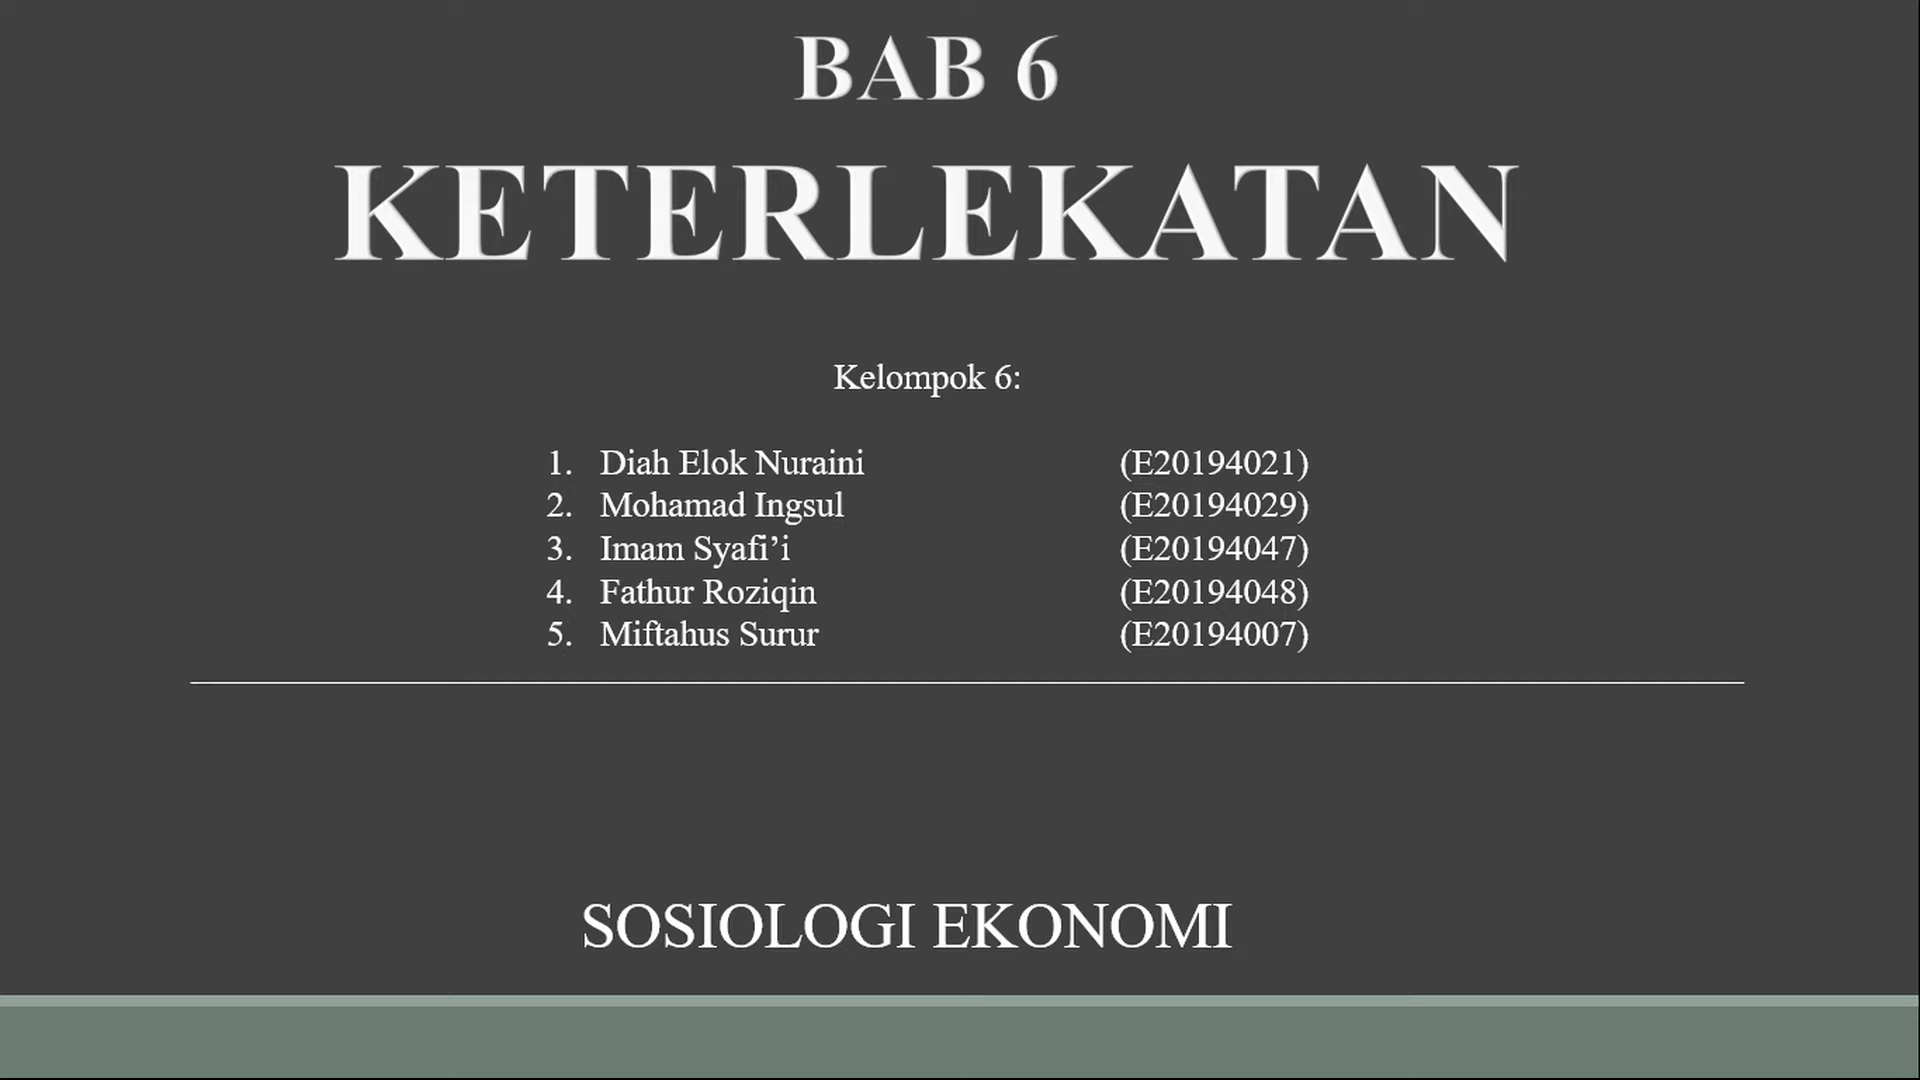 BAB 6
KETERLEKATAN
Kelompok 6:
1. Diah Elok Nuraini (E20194021)
2. Mohamad Ingsul (E20194029)
3. Imam Syafi’i (E20194047)
4. Fathur Roziqin (E20194048)
5. Miftahus Surur (E20194007)
SOSIOLOGI EKONOMI